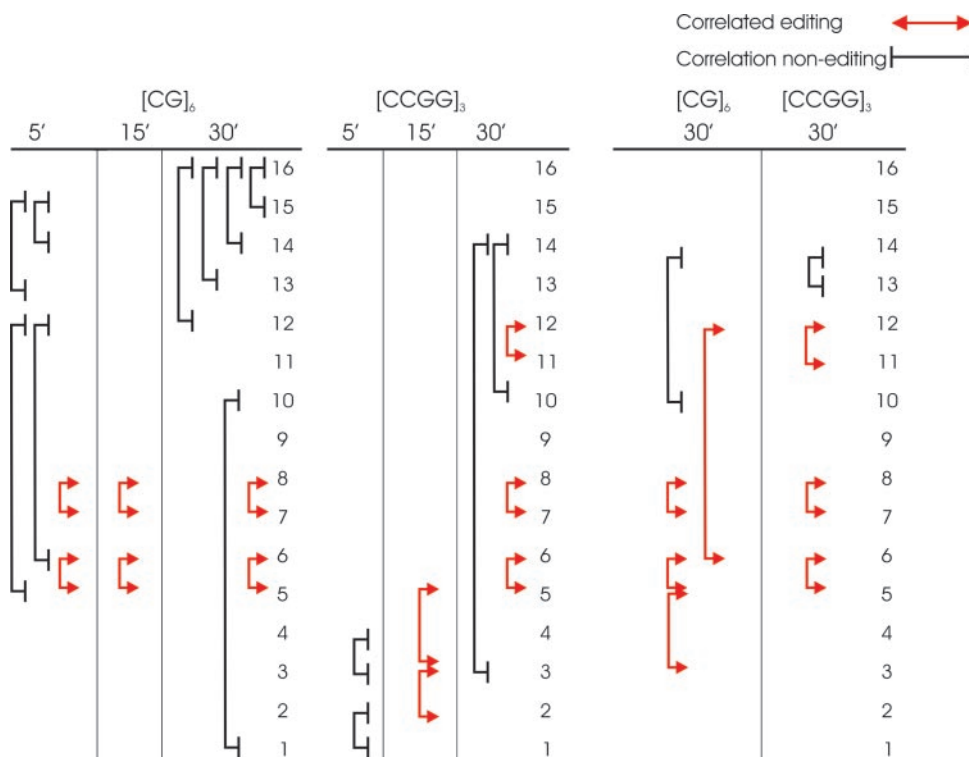 Correlated editing
Correlation non-editing
[CG]₆ [CCGG]₃ [CG]₆ [CCGG]₃
5‘ 15‘ 30‘ 5‘ 15‘ 30‘ 30‘ 30‘
16 16 16
15 15 15
14 14 14
13 13 13
12 12 12
11 11 11
10 10 10
9 9 9
8 8 8
7 7 7
6 6 6
5 5 5
4 4 4
3 3 3
2 2 2
1 1 1